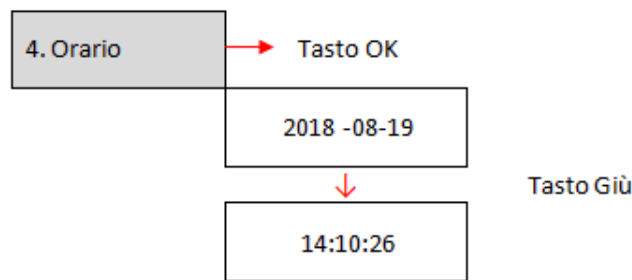 4. Orario
Tasto OK
2018 -08-19
Tasto Giù
14:10:26